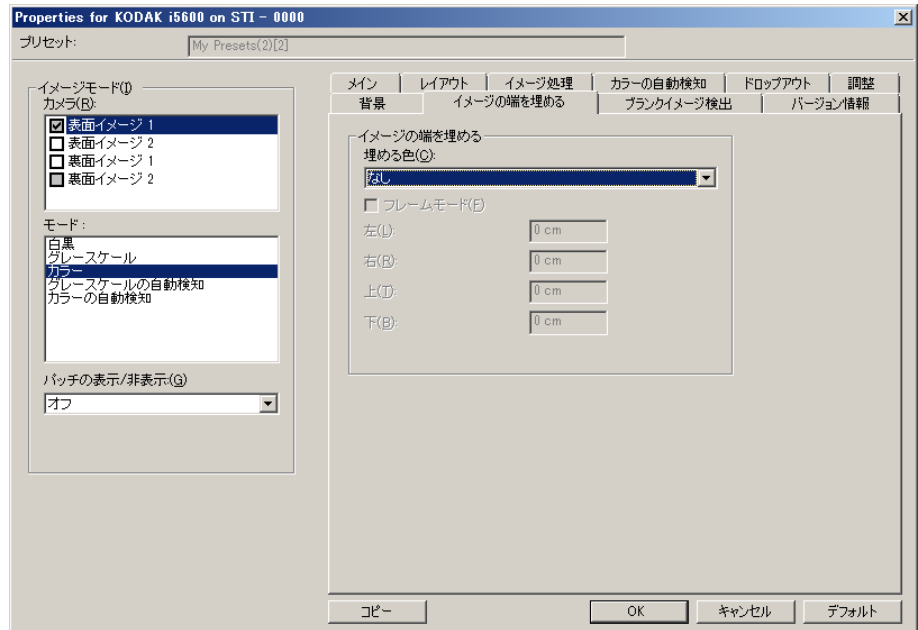 Properties for KODAK i5600 on STI - 0000
プリセット:
My Presets(2)[2]
イメージモード(I)
カメラ(R):
表面イメージ 1
表面イメージ 2
裏面イメージ 1
裏面イメージ 2
モード:
白黒
グレースケール
カラー
グレースケールの自動検知
カラーの自動検知
パッチの表示/非表示:(G)
オフ
メイン
レイアウト
イメージ処理
カラーの自動検知
ドロップアウト
調整
背景
イメージの端を埋める
ブランクイメージ検出
バージョン情報
イメージの端を埋める
埋める色(C):
なし
フレームモード(F)
左(L):
0 cm
右(R):
0 cm
上(T):
0 cm
下(B):
0 cm
コピー
OK
キャンセル
デフォルト